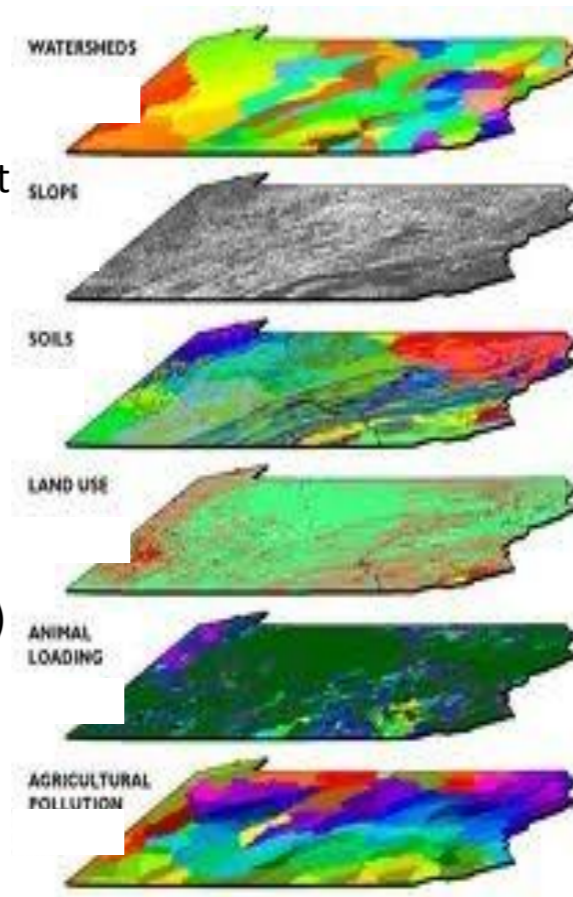 WATERSHEDS
t
SLOPE
SOILS
LAND USE
)
ANIMAL
LOADING
AGRICULTURAL
POLLUTION